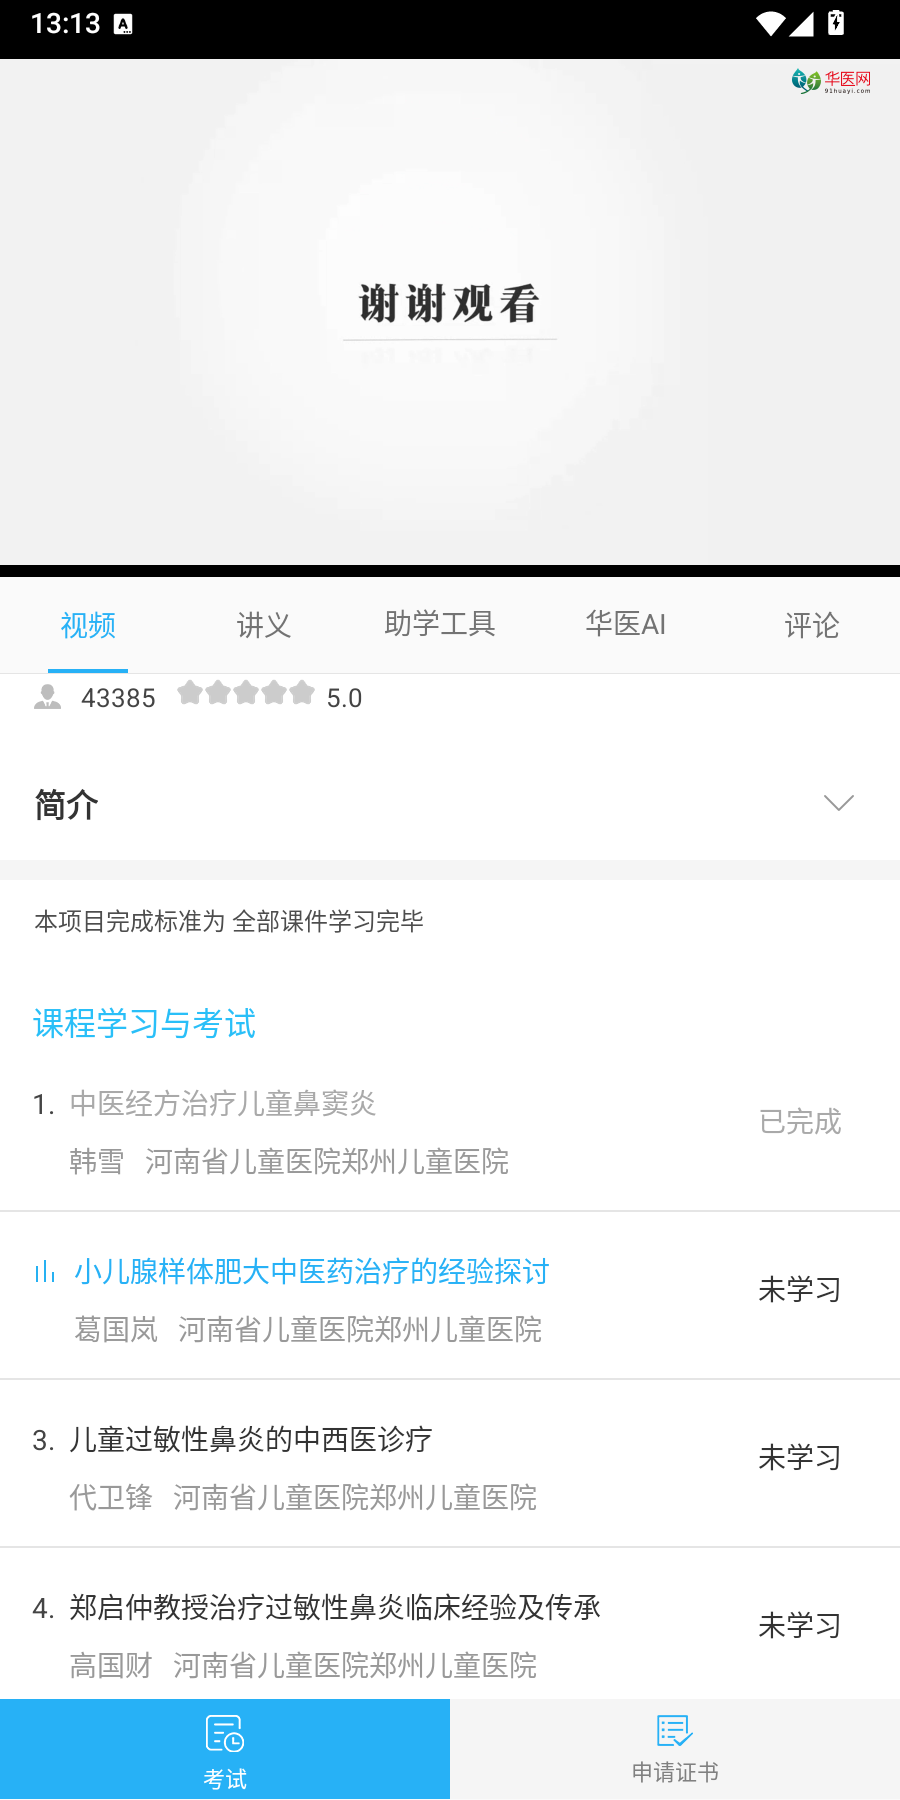 13:13
华医网
91huayi.com
谢谢观看
视频 讲义 助学工具 华医AI 评论
43385 5.0
简介
本项目完成标准为 全部课件学习完毕
课程学习与考试
1. 中医经方治疗儿童鼻窦炎
已完成
韩雪 河南省儿童医院郑州儿童医院
小儿腺样体肥大中医药治疗的经验探讨
未学习
葛国岚 河南省儿童医院郑州儿童医院
3. 儿童过敏性鼻炎的中西医诊疗
未学习
代卫锋 河南省儿童医院郑州儿童医院
4. 郑启仲教授治疗过敏性鼻炎临床经验及传承
未学习
高国财 河南省儿童医院郑州儿童医院
考试 申请证书